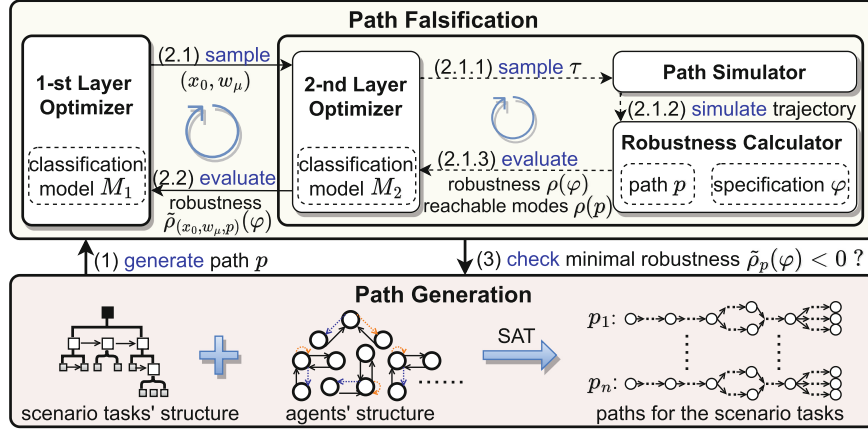 Path Falsification
1-st Layer
Optimizer
classification
model M₁
(2.1) sample
(x₀, w_μ)
(2.2) evaluate
robustness
ρ̃_(x₀,w_μ,p)(φ)
2-nd Layer
Optimizer
classification
model M₂
(2.1.1) sample τ
(2.1.3) evaluate
robustness ρ(φ)
reachable modes ρ(p)
Path Simulator
(2.1.2) simulate trajectory
Robustness Calculator
path p
specification φ
(1) generate path p
(3) check minimal robustness ρ̃_p(φ) < 0 ?
Path Generation
SAT
p₁:
pₙ:
scenario tasks' structure
agents' structure
paths for the scenario tasks